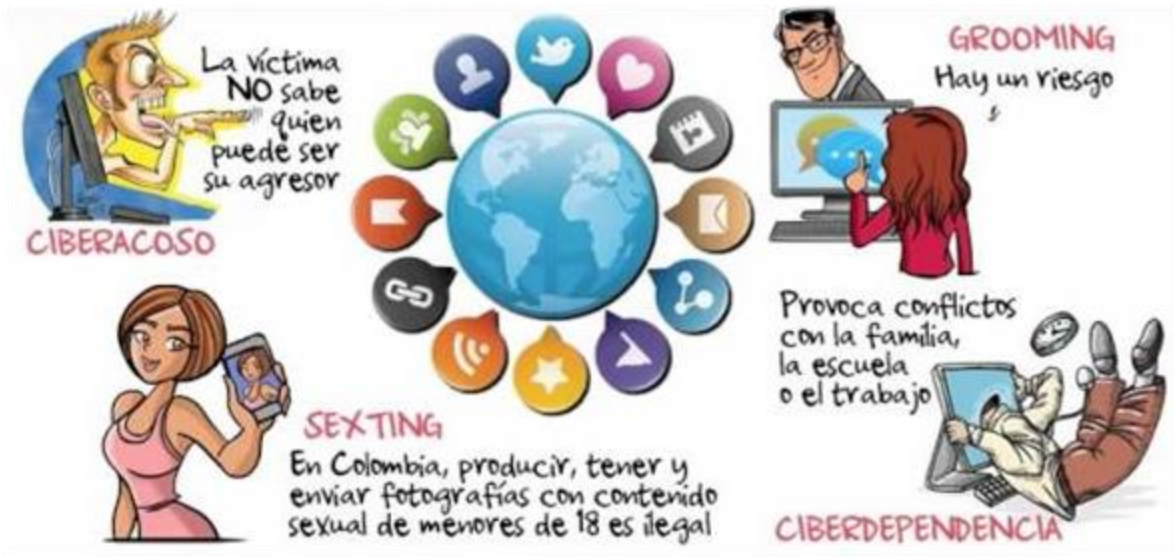 La víctima
NO sabe
quien
puede ser
su agresor
CIBERACOSO
GROOMING
Hay un riesgo
SEXTING
En Colombia, producir, tener y
enviar fotografías con contenido
sexual de menores de 18 es ilegal
Provoca conflictos
con la familia,
la escuela
o el trabajo
CIBERDEPENDENCIA